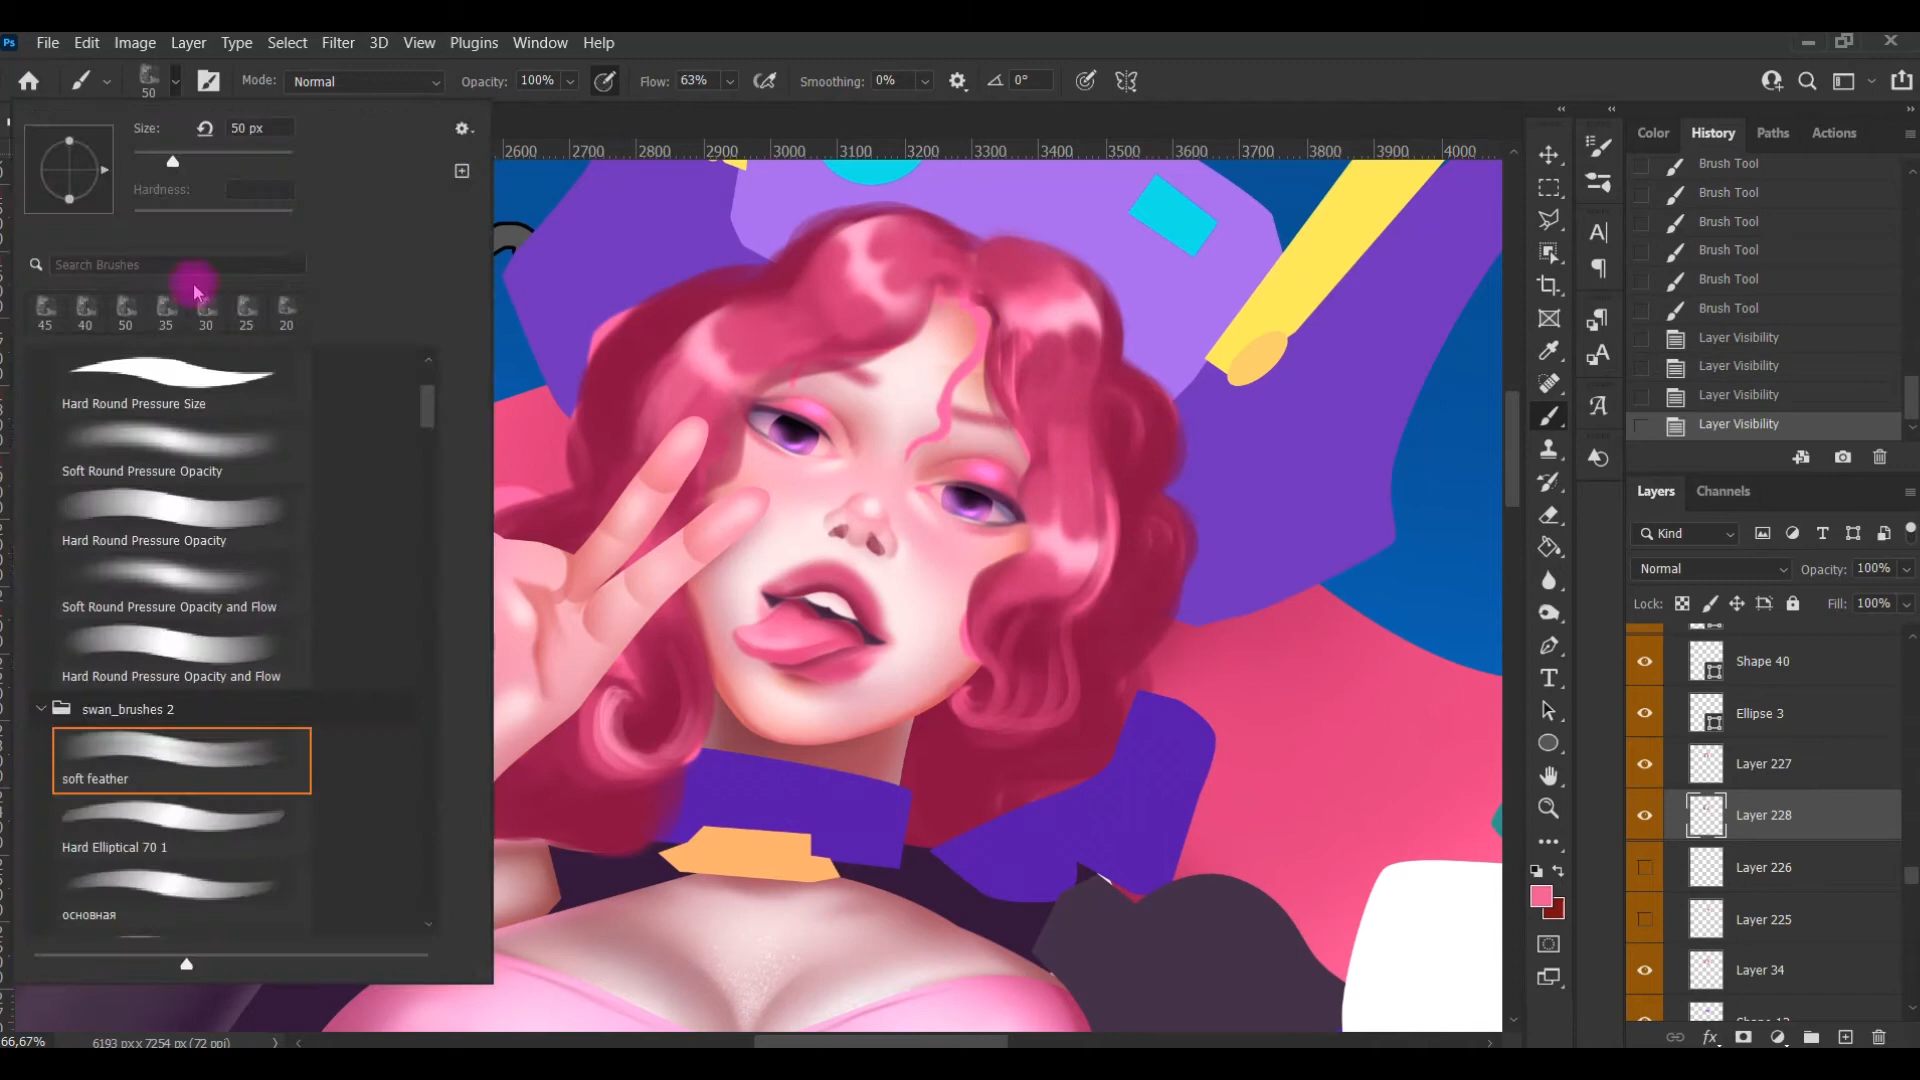 Ps File Edit Image Layer Type Select Filter 3D View Plugins Window Help
50 Mode: Normal Opacity: 100% Flow: 63% Smoothing: 0% 0°
Size: 50 px
Hardness:
Search Brushes
45 40 50 35 30 25 20
Hard Round Pressure Size
Soft Round Pressure Opacity
Hard Round Pressure Opacity
Soft Round Pressure Opacity and Flow
Hard Round Pressure Opacity and Flow
swan_brushes 2
soft feather
Hard Elliptical 70 1
основная
2600 2700 2800 2900 3000 3100 3200 3300 3400 3500 3600 3700 3800 3900 4000
Color History Paths Actions
Brush Tool
Brush Tool
Brush Tool
Brush Tool
Brush Tool
Brush Tool
Layer Visibility
Layer Visibility
Layer Visibility
Layer Visibility
Layers Channels
Kind
Normal Opacity: 100%
Lock: Fill: 100%
Shape 40
Ellipse 3
Layer 227
Layer 228
Layer 226
Layer 225
Layer 34
66,67% 6193 px x 7254 px (72 ppi)